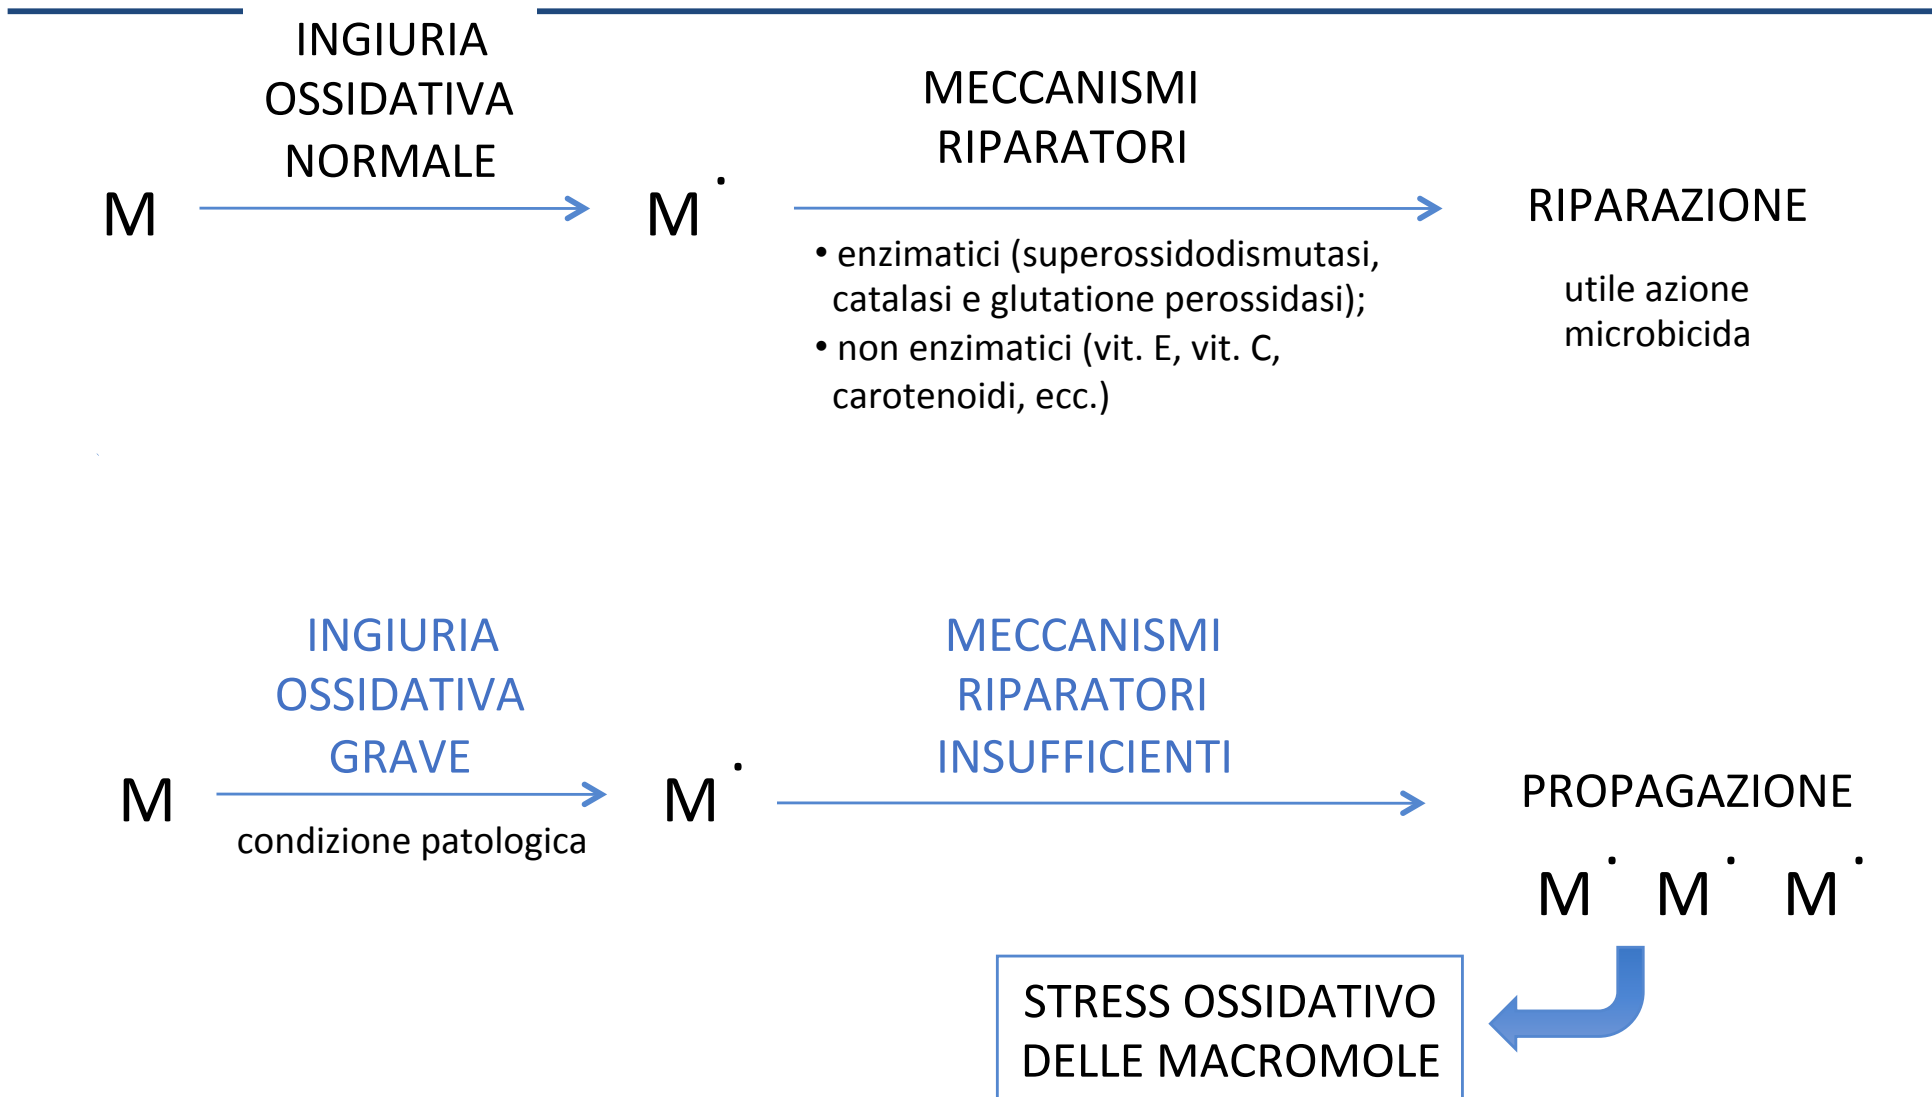 INGIURIA
OSSIDATIVA
NORMALE
MECCANISMI
RIPARATORI
M
M ·
RIPARAZIONE
• enzimatici (superossidodismutasi,
catalasi e glutatione perossidasi);
• non enzimatici (vit. E, vit. C,
carotenoidi, ecc.)
utile azione
microbicida
INGIURIA
OSSIDATIVA
GRAVE
MECCANISMI
RIPARATORI
INSUFFICIENTI
M
condizione patologica
M ·
PROPAGAZIONE
M · M · M ·
STRESS OSSIDATIVO
DELLE MACROMOLE